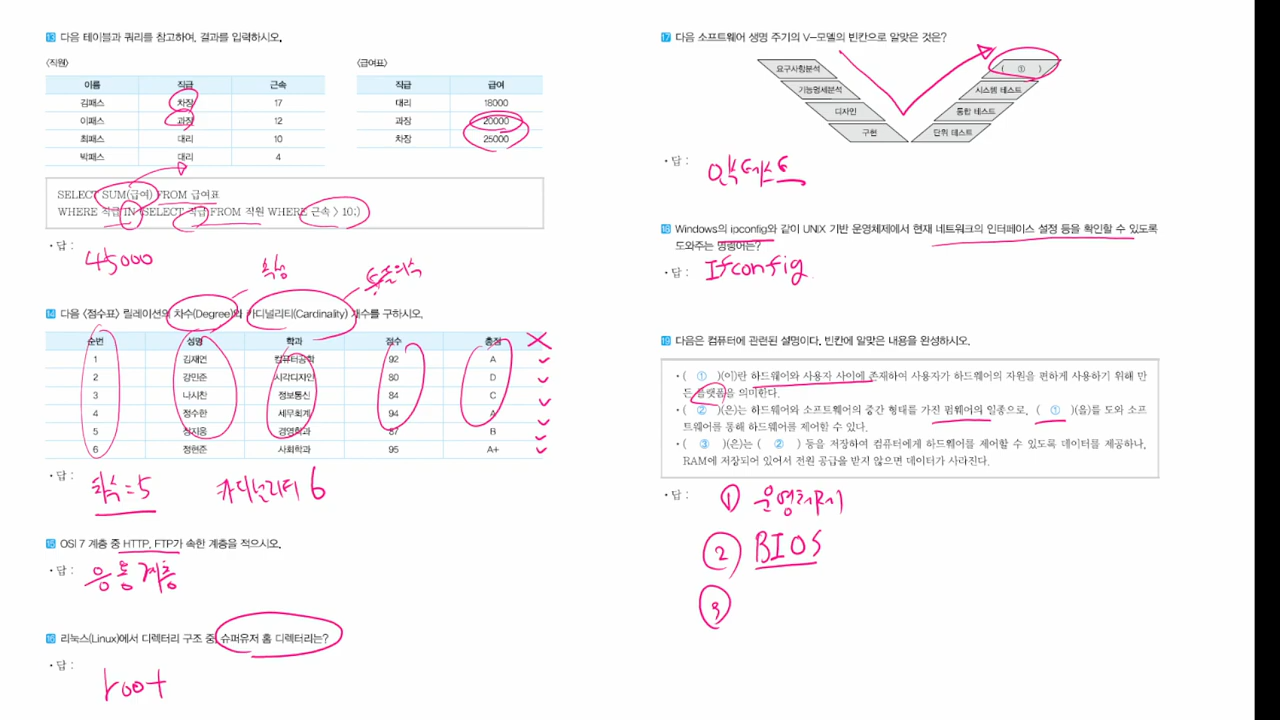 13 다음 테이블과 쿼리를 참고하여, 결과를 입력하시오.
〈직원〉
이름 직급 근속
김패스 차장 17
이패스 과장 12
최패스 대리 10
박패스 대리 4
〈급여표〉
직급 급여
대리 18000
과장 20000
차장 25000
SELECT SUM(급여) FROM 급여표
WHERE 직급 IN (SELECT 직급 FROM 직원 WHERE 근속 > 10;)
• 답 :
45000
14 다음 〈점수표〉 릴레이션의 차수(Degree)와 카디널리티(Cardinality) 개수를 구하시오.
순번 성명 학과 점수 총점
1 김재언 컴퓨터공학 92 A
2 강민준 시각디자인 80 D
3 나사찬 정보통신 84 C
4 정수한 세무회계 94 A
5 정지웅 경영학과 87 B
6 정현준 사회학과 95 A+
• 답 :
차수 = 5 카디널리티 6
15 OSI 7 계층 중 HTTP, FTP가 속한 계층을 적으시오.
• 답 :
응용계층
16 리눅스(Linux)에서 디렉터리 구조 중, 슈퍼유저 홈 디렉터리는?
• 답 :
root
17 다음 소프트웨어 생명 주기의 V-모델의 빈칸으로 알맞은 것은?
요구사항분석 ( ① )
기능명세분석 시스템 테스트
디자인 통합 테스트
구현 단위 테스트
• 답 :
인수테스트
18 Windows의 ipconfig와 같이 UNIX 기반 운영체제에서 현재 네트워크의 인터페이스 설정 등을 확인할 수 있도록
도와주는 명령어는?
• 답 :
Ifconfig
19 다음은 컴퓨터에 관련된 설명이다. 빈칸에 알맞은 내용을 완성하시오.
• ( ① )(이)란 하드웨어와 사용자 사이에 존재하여 사용자가 하드웨어의 자원을 편하게 사용하기 위해 만
든 플랫폼을 의미한다.
• ( ② )(은)는 하드웨어와 소프트웨어의 중간 형태를 가진 펌웨어의 일종으로, ( ① )(을)를 도와 소프
트웨어를 통해 하드웨어를 제어할 수 있다.
• ( ③ )(은)는 ( ② ) 등을 저장하여 컴퓨터에게 하드웨어를 제어할 수 있도록 데이터를 제공하나,
RAM에 저장되어 있어서 전원 공급을 받지 않으면 데이터가 사라진다.
• 답 :
① 운영체제
② BIOS
③